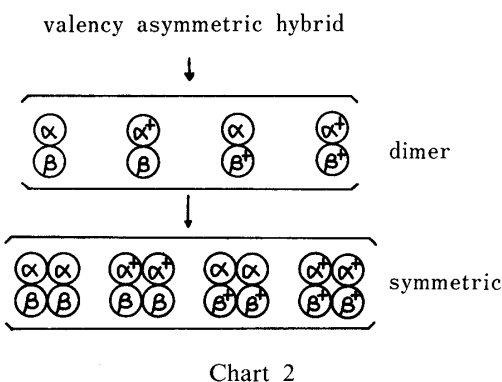 valency asymmetric hybrid
α α⁺ α α⁺
β β β⁺ β⁺
dimer
α α α⁺ α⁺ α α α⁺ α⁺
β β β β β⁺ β⁺ β⁺ β⁺
symmetric
Chart 2